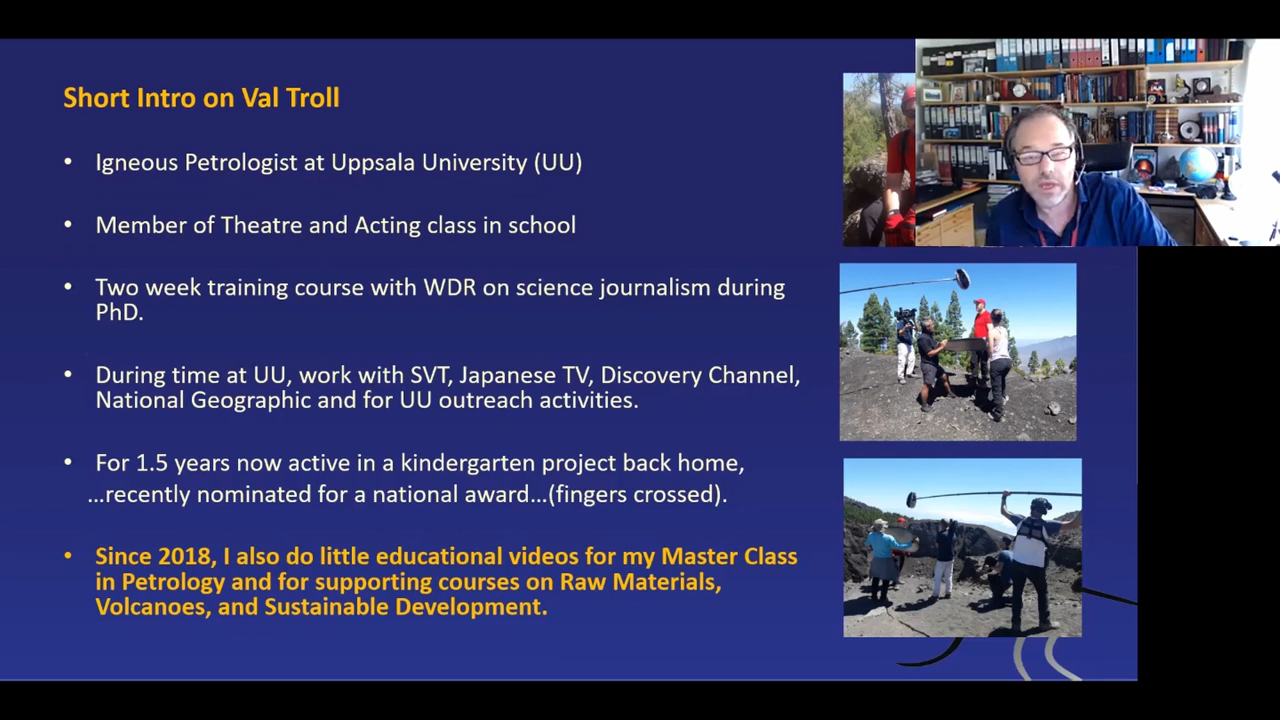 Short Intro on Val Troll
• Igneous Petrologist at Uppsala University (UU)
• Member of Theatre and Acting class in school
• Two week training course with WDR on science journalism during
PhD.
• During time at UU, work with SVT, Japanese TV, Discovery Channel,
National Geographic and for UU outreach activities.
• For 1.5 years now active in a kindergarten project back home,
…recently nominated for a national award…(fingers crossed).
• Since 2018, I also do little educational videos for my Master Class
in Petrology and for supporting courses on Raw Materials,
Volcanoes, and Sustainable Development.